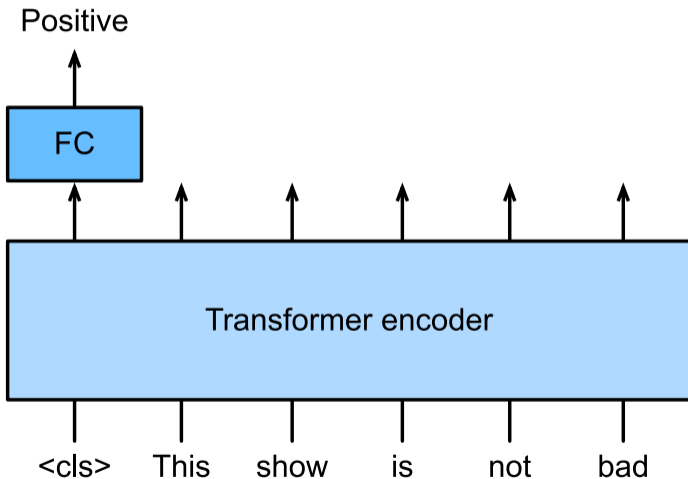 Positive
FC
Transformer encoder
<cls> This show is not bad